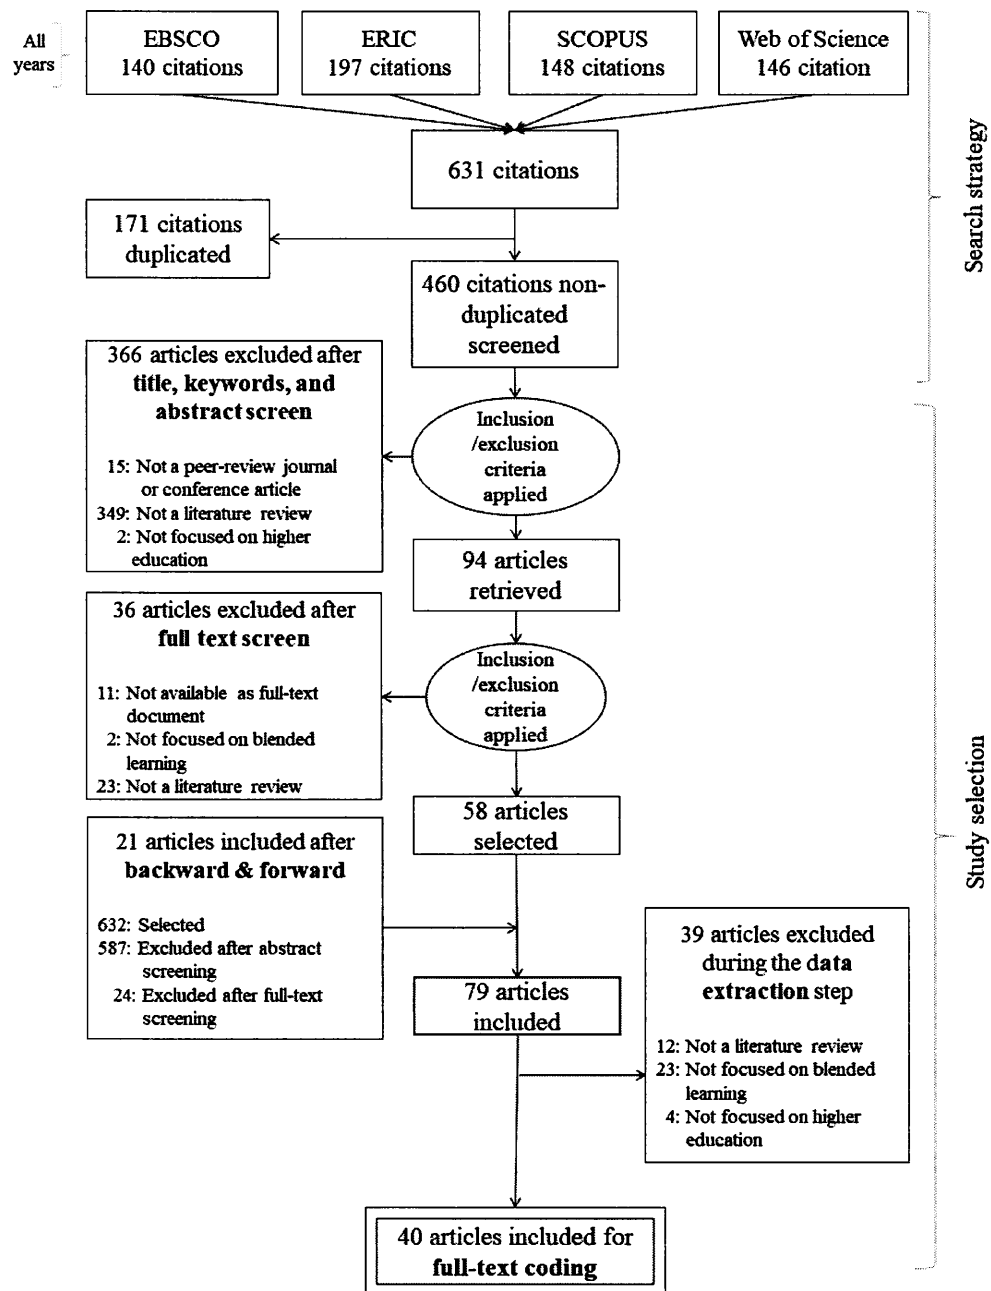 All
years
EBSCO
140 citations
ERIC
197 citations
SCOPUS
148 citations
Web of Science
146 citation
631 citations
171 citations
duplicated
460 citations non-
duplicated
screened
Search strategy
366 articles excluded after
title, keywords, and
abstract screen
15: Not a peer-review journal
or conference article
349: Not a literature review
2: Not focused on higher
education
Inclusion
/exclusion
criteria
applied
94 articles
retrieved
36 articles excluded after
full text screen
11: Not available as full-text
document
2: Not focused on blended
learning
23: Not a literature review
Inclusion
/exclusion
criteria
applied
58 articles
selected
21 articles included after
backward & forward
632: Selected
587: Excluded after abstract
screening
24: Excluded after full-text
screening
79 articles
included
39 articles excluded
during the data
extraction step
12: Not a literature review
23: Not focused on blended
learning
4: Not focused on higher
education
Study selection
40 articles included for
full-text coding